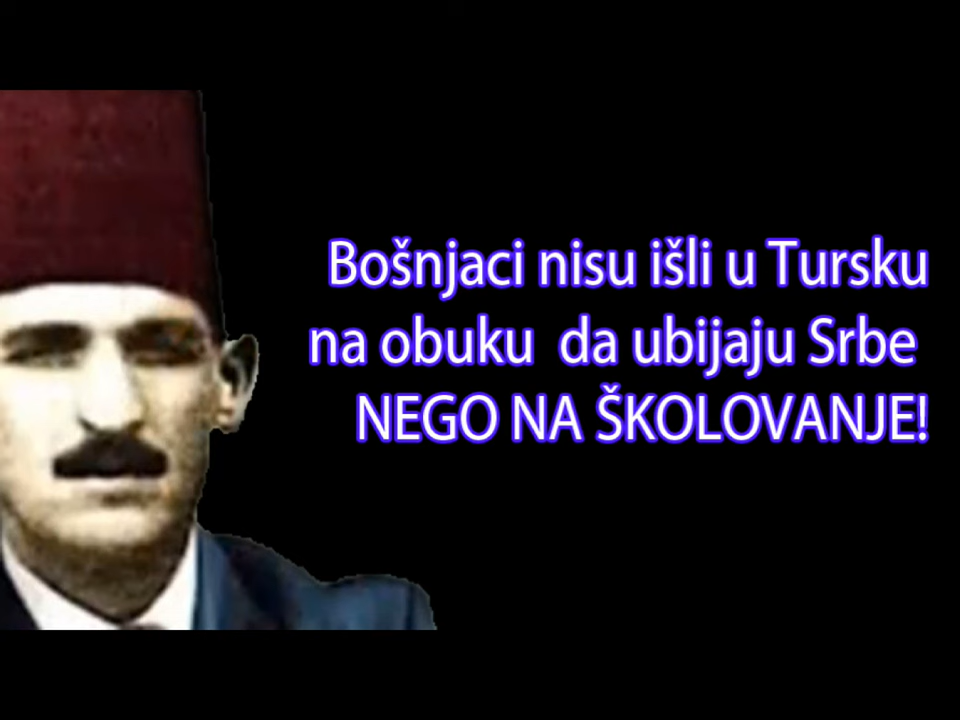 Bošnjaci nisu išli u Tursku
na obuku  da ubijaju Srbe
NEGO NA ŠKOLOVANJE!